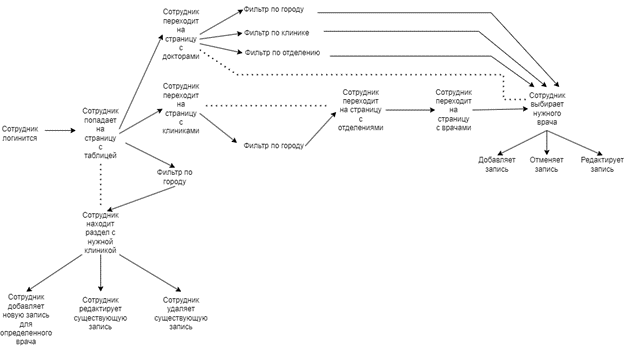 Сотрудник
логинится
Сотрудник
попадает
на
страницу
с
таблицей
Сотрудник
переходит
на
страницу
с
докторами
Фильтр по городу
Фильтр по клинике
Фильтр по отделению
Сотрудник
переходит
на
страницу
с
клиниками
Фильтр по городу
Сотрудник
переходит
на
страницу
с
отделениями
Сотрудник
переходит
на
страницу
с врачами
Сотрудник
выбирает
нужного
врача
Добавляет
запись
Отменяет
запись
Редактирует
запись
Фильтр по
городу
Сотрудник
находит
раздел с
нужной
клиникой
Сотрудник
добавляет
новую запись
для
определенного
врача
Сотрудник
редактирует
существующую
запись
Сотрудник
удаляет
существующую
запись